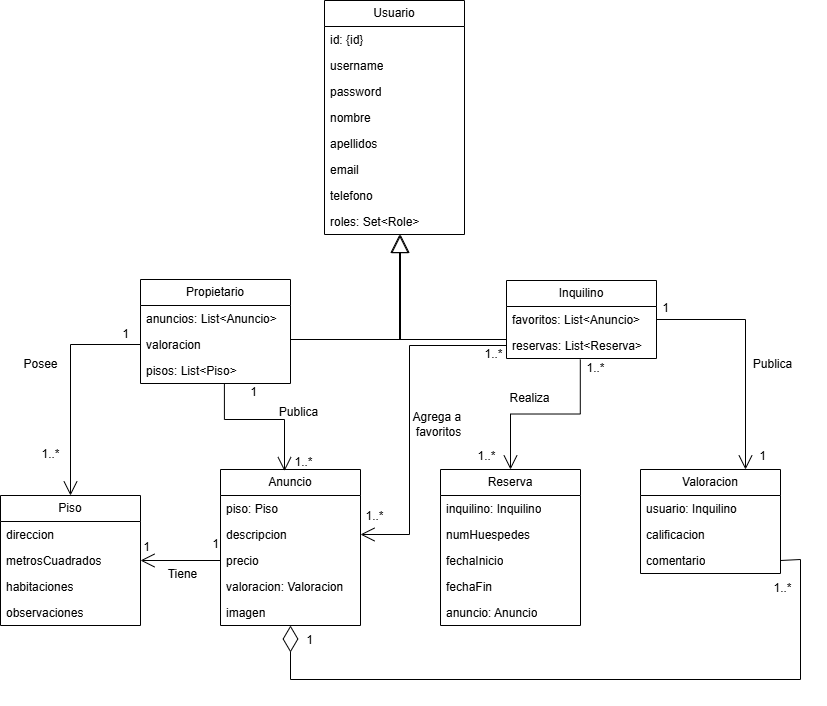 Usuario
id: {id}
username
password
nombre
apellidos
email
telefono
roles: Set<Role>
Propietario
anuncios: List<Anuncio>
valoracion
pisos: List<Piso>
Inquilino
favoritos: List<Anuncio>
reservas: List<Reserva>
1
Posee
1..*
1
Publica
1..*
1..*
Agrega a
favoritos
1..*
1..*
Realiza
1..*
1
Publica
1
Piso
direccion
metrosCuadrados
habitaciones
observaciones
1
1
Tiene
Anuncio
piso: Piso
descripcion
precio
valoracion: Valoracion
imagen
Reserva
inquilino: Inquilino
numHuespedes
fechaInicio
fechaFin
anuncio: Anuncio
Valoracion
usuario: Inquilino
calificacion
comentario
1..*
1